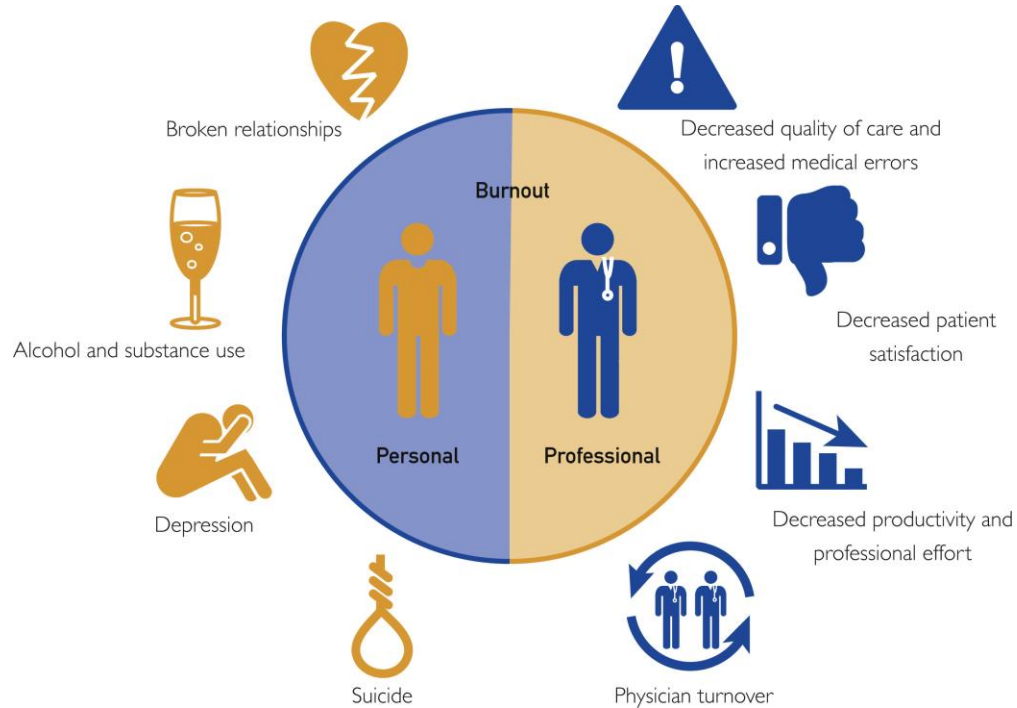 Broken relationships
Alcohol and substance use
Depression
Suicide
Burnout
Personal
Professional
Decreased quality of care and
increased medical errors
Decreased patient
satisfaction
Decreased productivity and
professional effort
Physician turnover